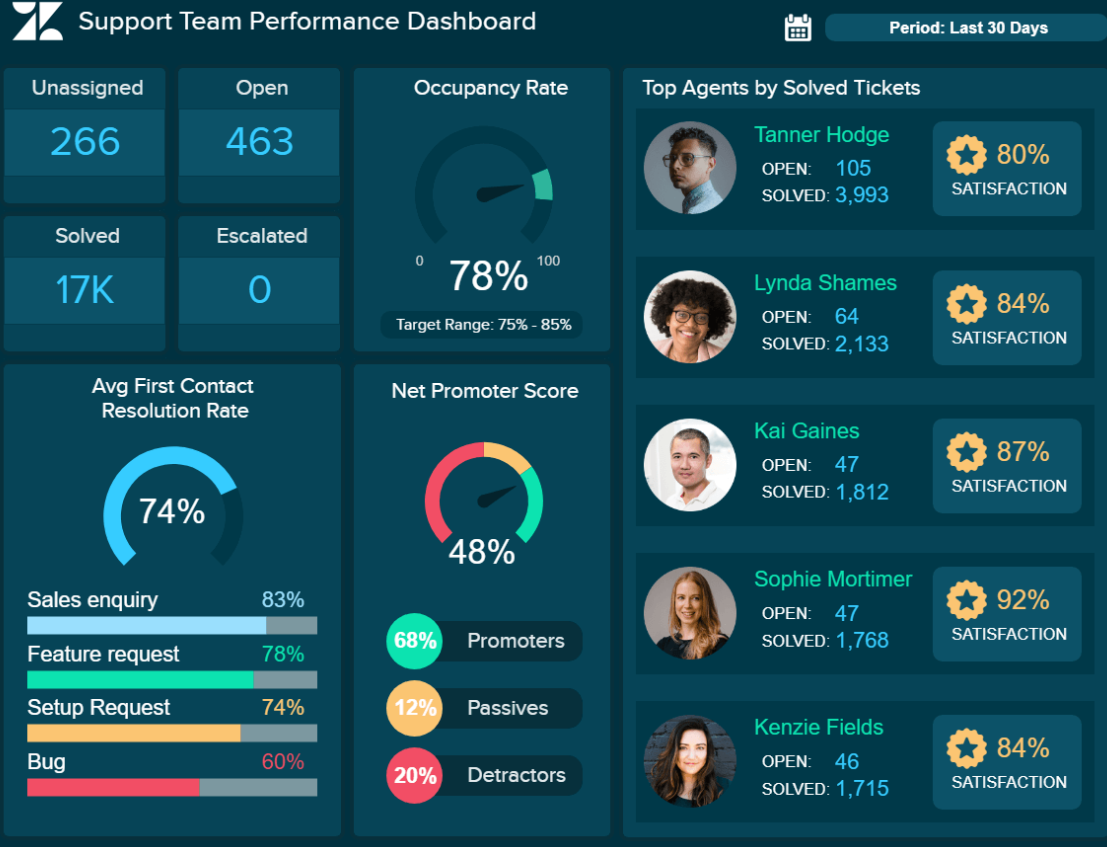 Support Team Performance Dashboard
Period: Last 30 Days
Unassigned
266
Open
463
Solved
17K
Escalated
0
Occupancy Rate
0
100
78%
Target Range: 75% - 85%
Avg First Contact
Resolution Rate
74%
Sales enquiry 83%
Feature request 78%
Setup Request 74%
Bug 60%
Net Promoter Score
48%
68% Promoters
12% Passives
20% Detractors
Top Agents by Solved Tickets
Tanner Hodge
OPEN: 105
SOLVED: 3,993
80%
SATISFACTION
Lynda Shames
OPEN: 64
SOLVED: 2,133
84%
SATISFACTION
Kai Gaines
OPEN: 47
SOLVED: 1,812
87%
SATISFACTION
Sophie Mortimer
OPEN: 47
SOLVED: 1,768
92%
SATISFACTION
Kenzie Fields
OPEN: 46
SOLVED: 1,715
84%
SATISFACTION